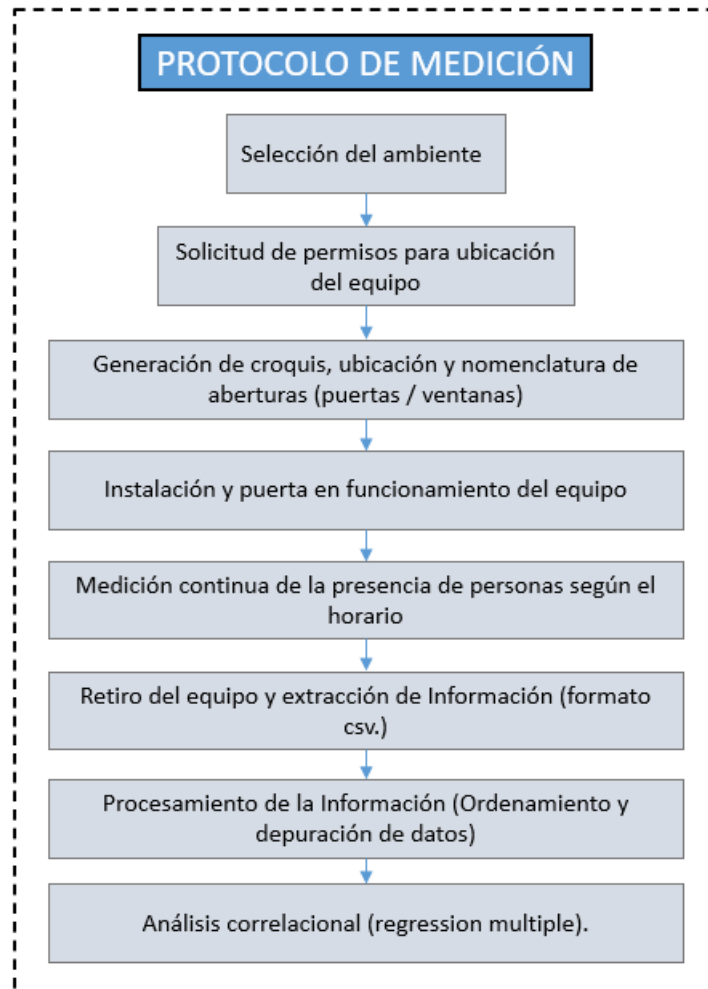 PROTOCOLO DE MEDICIÓN
Selección del ambiente
Solicitud de permisos para ubicación
del equipo
Generación de croquis, ubicación y nomenclatura de
aberturas (puertas / ventanas)
Instalación y puerta en funcionamiento del equipo
Medición continua de la presencia de personas según el
horario
Retiro del equipo y extracción de Información (formato
csv.)
Procesamiento de la Información (Ordenamiento y
depuración de datos)
Análisis correlacional (regression multiple).